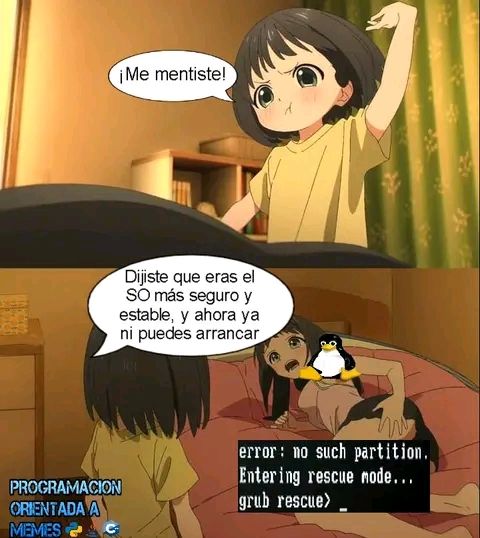 ¡Me mentiste!
Dijiste que eras el
SO más seguro y
estable, y ahora ya
ni puedes arrancar
error: no such partition.
Entering rescue mode...
grub rescue> _
PROGRAMACION
ORIENTADA A
MEMES